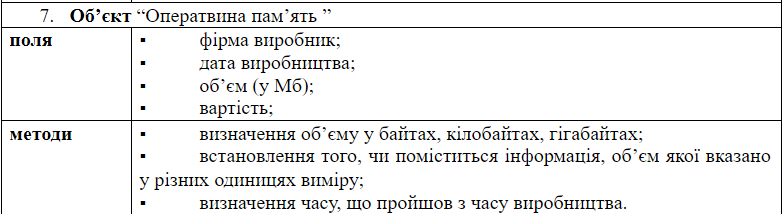 7. Об’єкт “Оператвина пам’ять ”
поля
▪ фірма виробник;
▪ дата виробництва;
▪ об’єм (у Мб);
▪ вартість;
методи
▪ визначення об’єму у байтах, кілобайтах, гігабайтах;
▪ встановлення того, чи поміститься інформація, об’єм якої вказано
у різних одиницях виміру;
▪ визначення часу, що пройшов з часу виробництва.